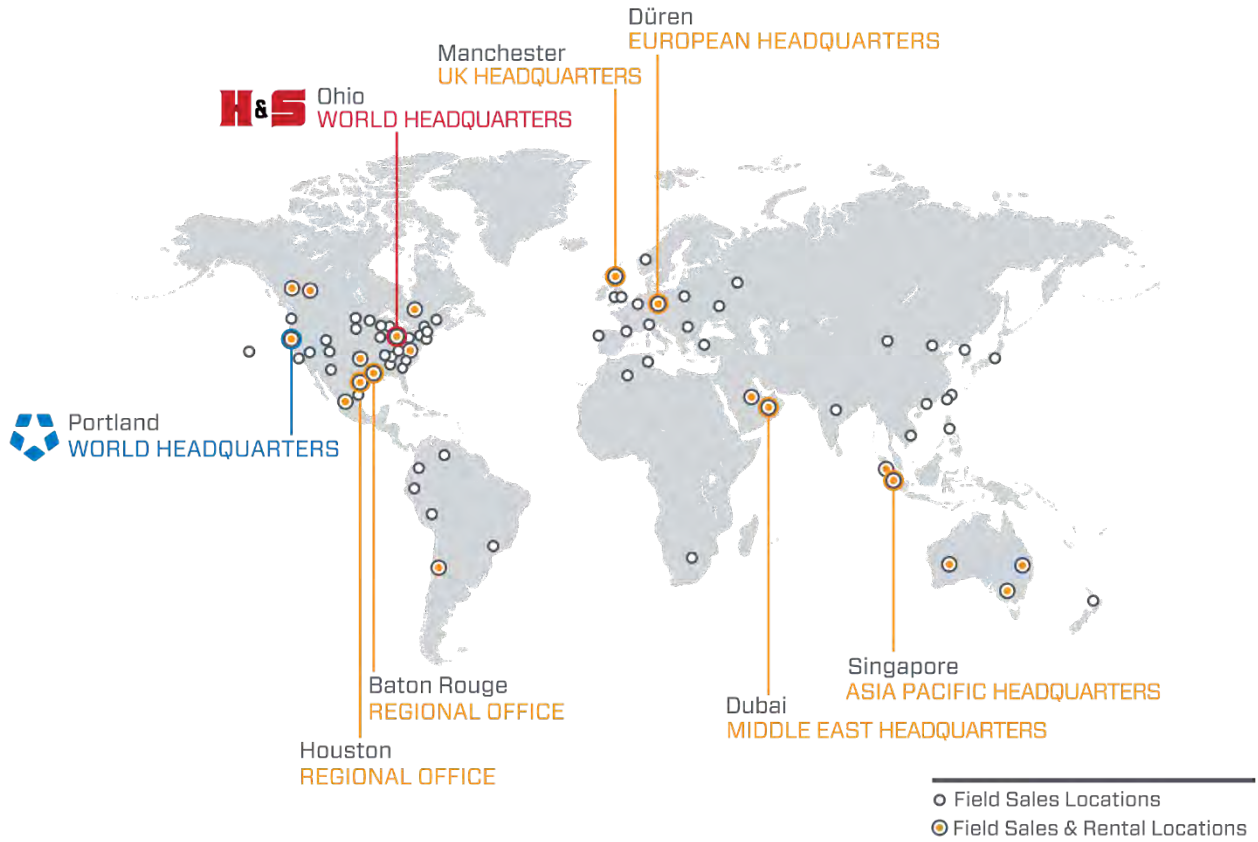 Düren
EUROPEAN HEADQUARTERS
Manchester
UK HEADQUARTERS
H&S
Ohio
WORLD HEADQUARTERS
Portland
WORLD HEADQUARTERS
Baton Rouge
REGIONAL OFFICE
Houston
REGIONAL OFFICE
Singapore
ASIA PACIFIC HEADQUARTERS
Dubai
MIDDLE EAST HEADQUARTERS
Field Sales Locations
Field Sales & Rental Locations